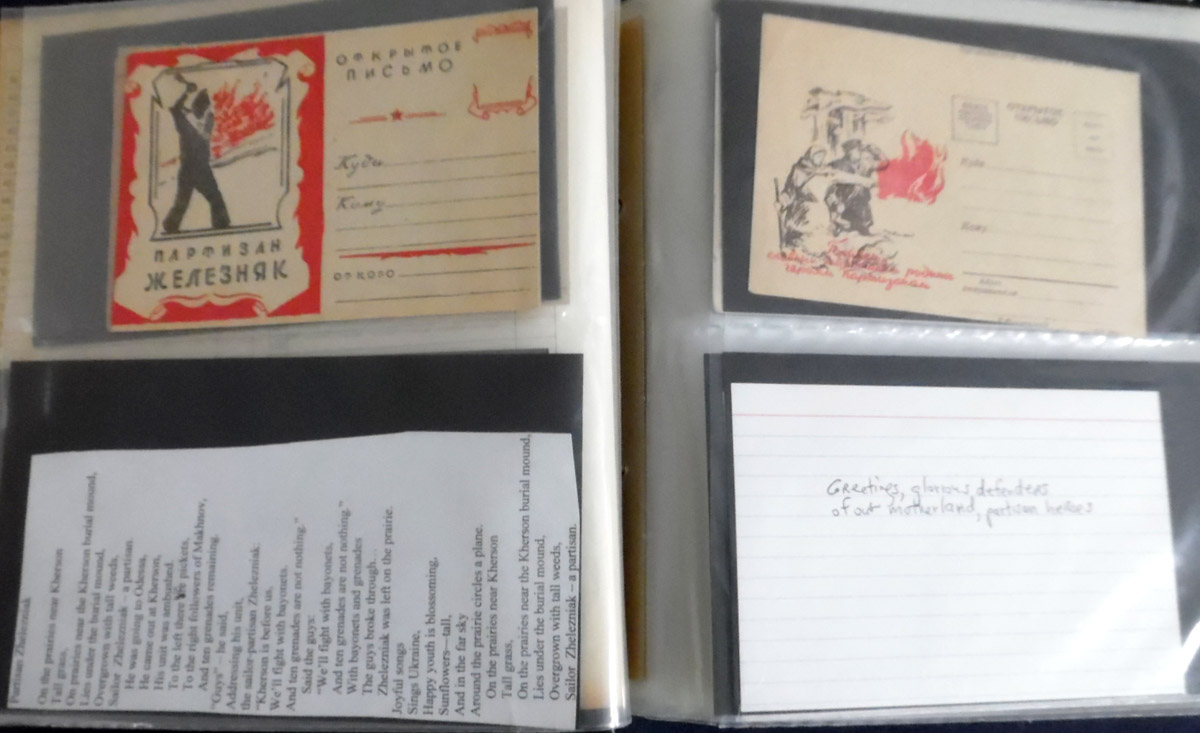 ОТКРЫТОЕ
ПИСЬМО
Куда
Кому
ПАРТИЗАН
ЖЕЛЕЗНЯК
ОТ КОГО
ОТКРЫТОЕ
ПИСЬМО
Куда
Кому
родины
героям партизанам
Partisan Zhelezniak
On the prairies near Kherson
Tall grass,
On prairies near the Kherson burial mound,
Lies under the burial mound,
Overgrown with tall weeds,
Sailor Zhelezniak – a partisan.
He was going to Odessa,
He came out at Kherson,
His unit was ambushed.
To the left there pickets,
To the right followers of Makhnov,
And ten grenades remaining.
"Guys" – he said,
Addressing his unit,
the sailor-partisan Zhelezniak:
"Kherson is before us,
We'll fight with bayonets.
And ten grenades are not nothing."
Said the guys:
"We'll fight with bayonets,
And ten grenades are not nothing."
With bayonets and grenades
The guys broke through…
Zhelezniak was left on the prairie.
Joyful songs
Sings Ukraine,
Happy youth is blossoming,
Sunflowers—tall,
And in the far sky
Around the prairie circles a plane.
On the prairies near Kherson
Tall grass,
On the prairies near the Kherson burial mound,
Lies under the burial mound,
Overgrown with tall weeds,
Sailor Zhelezniak – a partisan.
Greetings, glorious defenders
of our motherland, partisan heroes